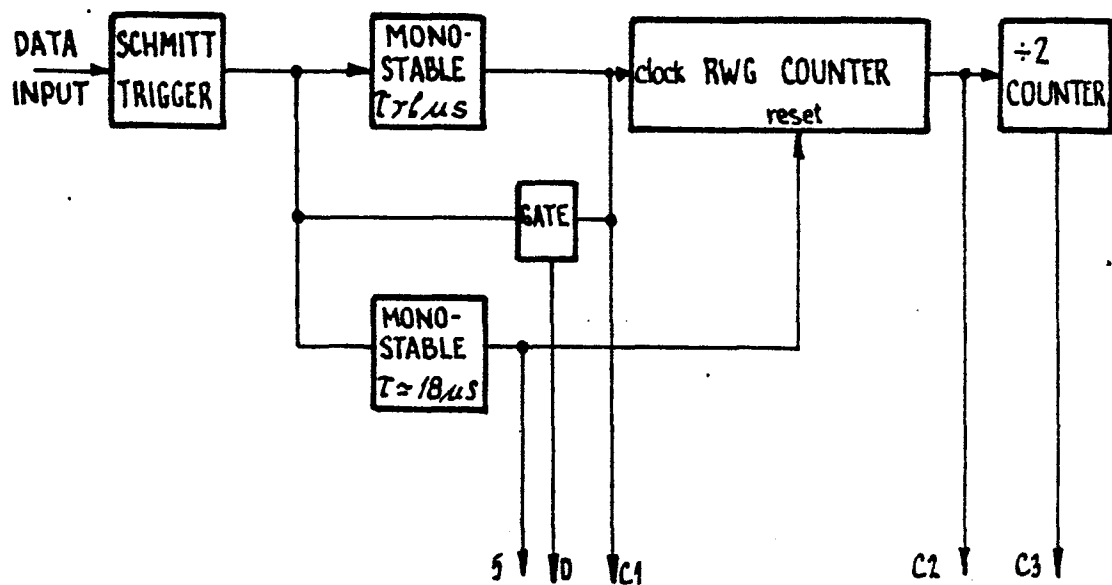 DATA
INPUT
SCHMITT
TRIGGER
MONO-
STABLE
μs
clock RWG COUNTER
reset
÷2
COUNTER
GATE
MONO-
STABLE
τ≃18μs
D
C1
C2
C3